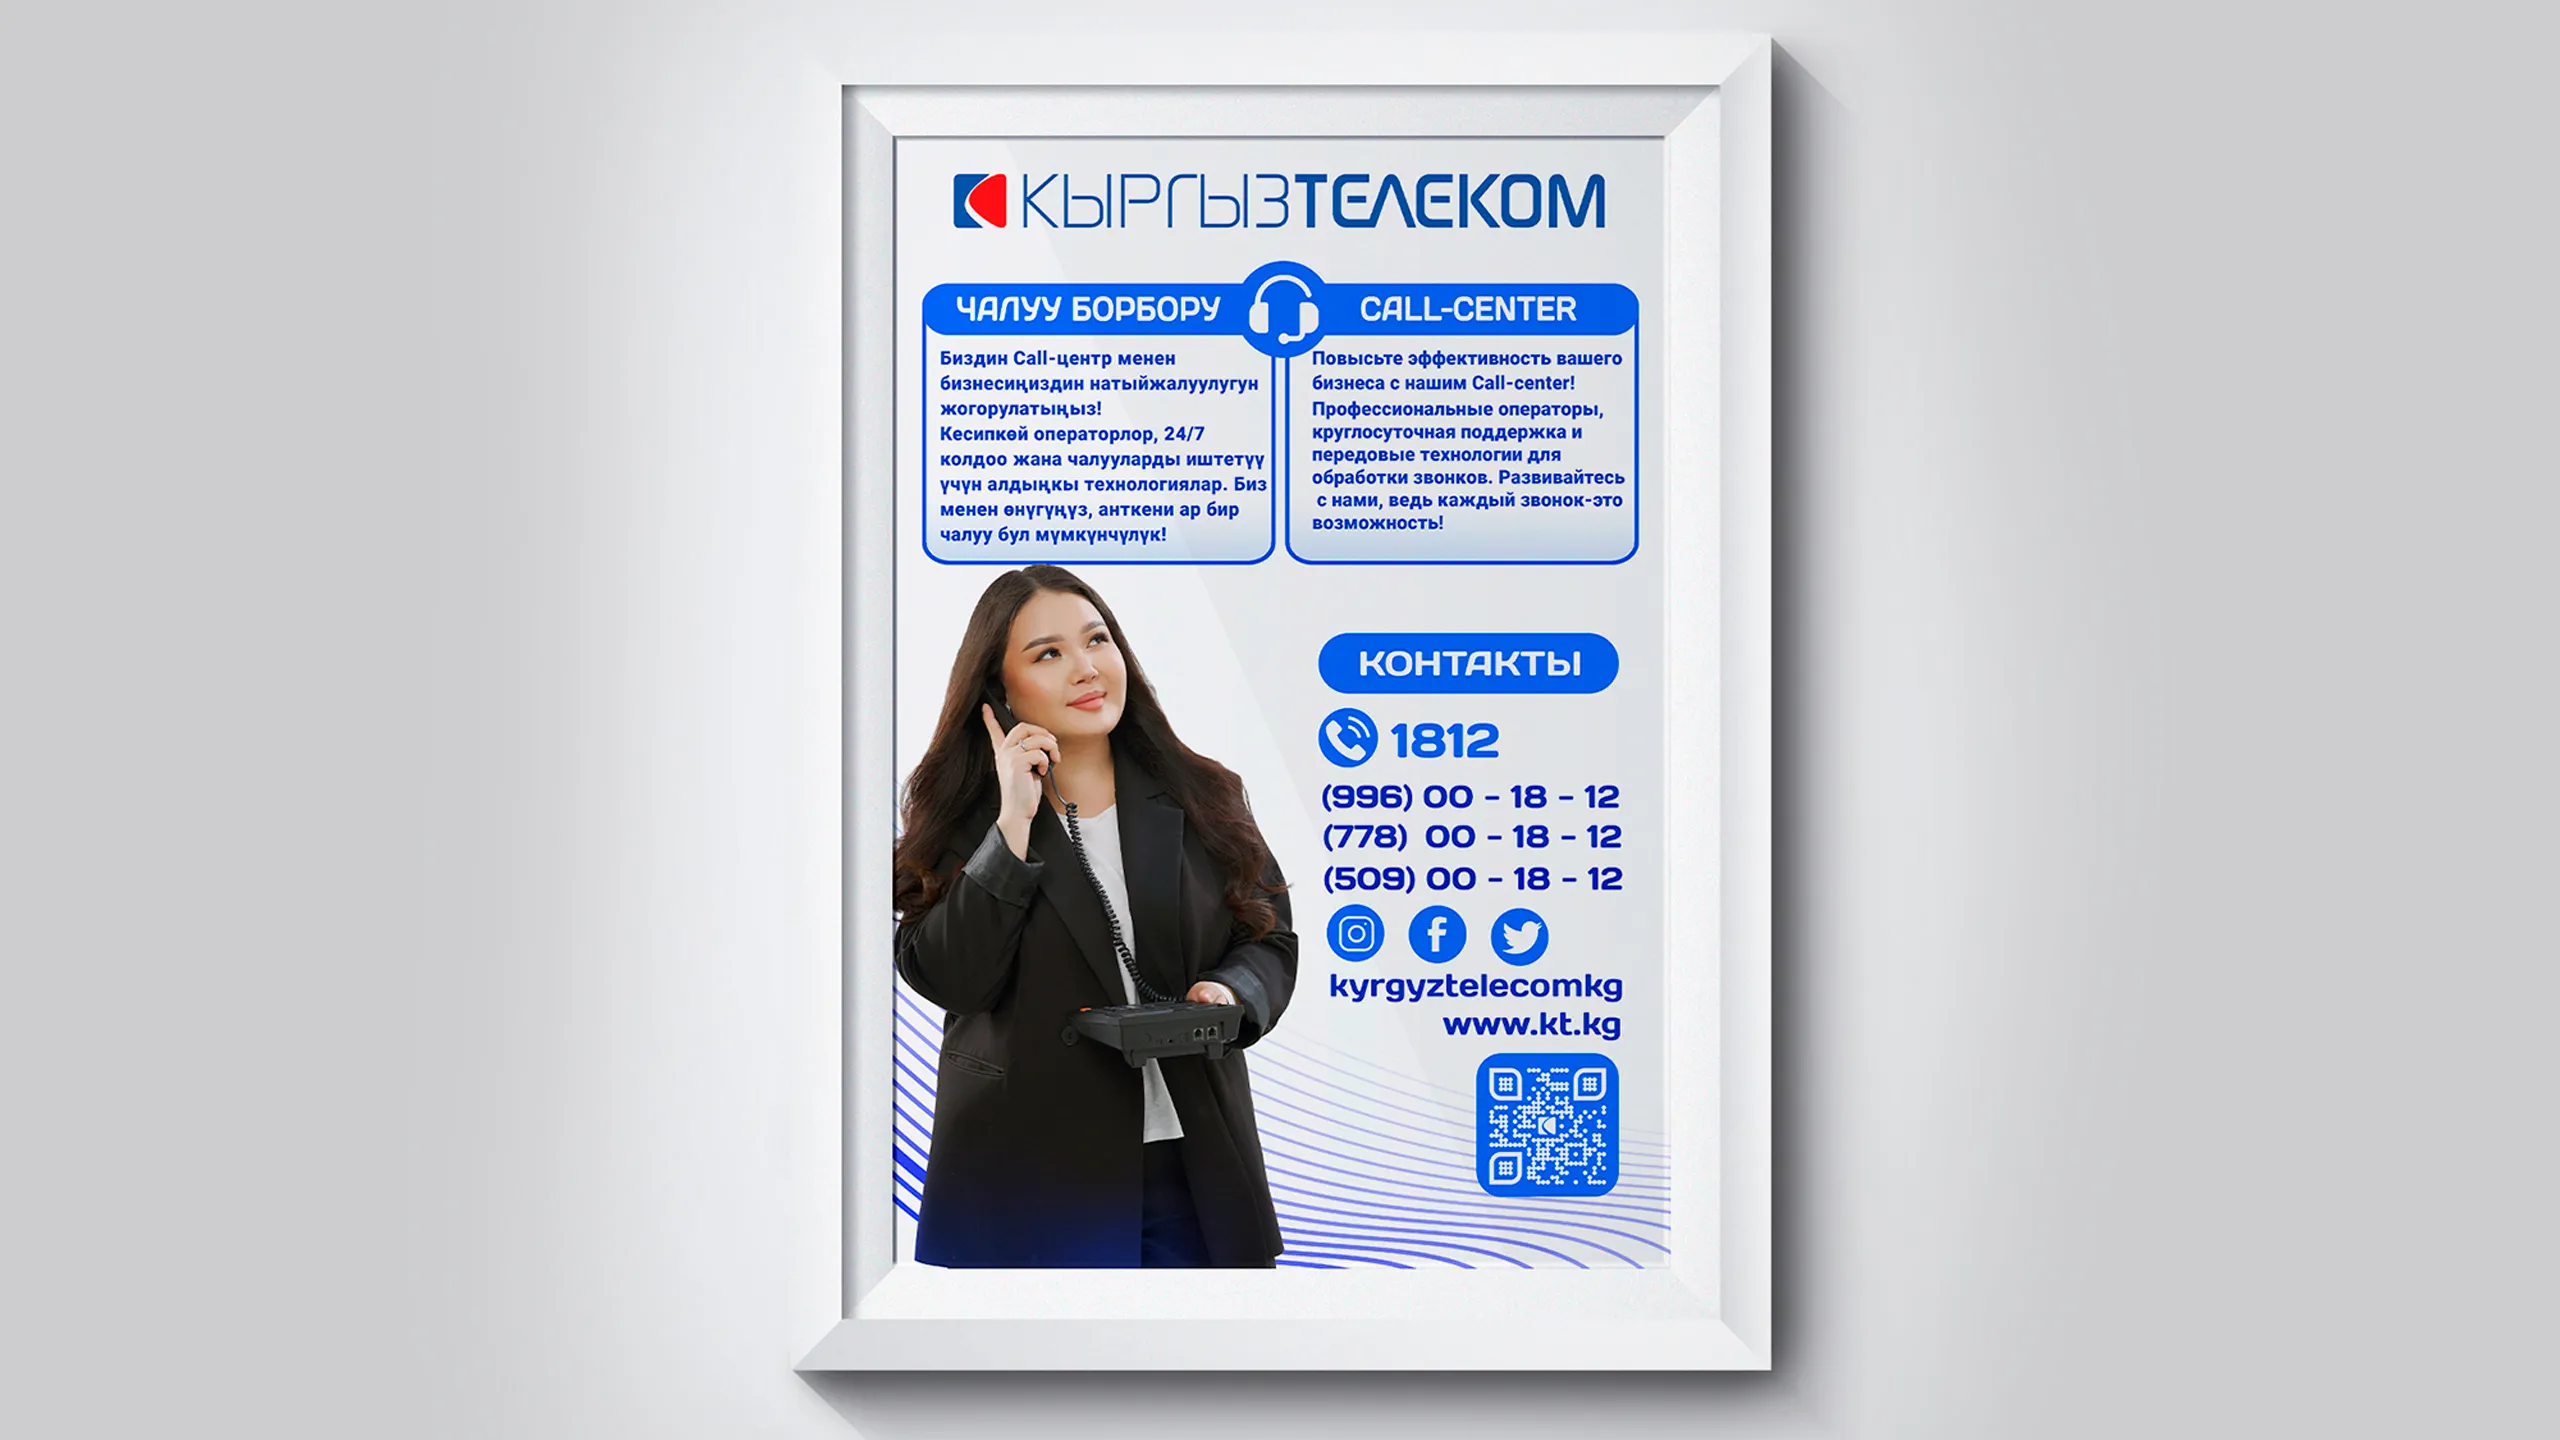 КЫРГЫЗТЕЛЕКОМ
ЧАЛУУ БОРБОРУ
Биздин Call-центр менен
бизнесиңиздин натыйжалуулугун
жогорулатыңыз!
Кесипкөй операторлор, 24/7
колдоо жана чалууларды иштетүү
үчүн алдыңкы технологиялар. Биз
менен өнүгүңүз, анткени ар бир
чалуу бул мүмкүнчүлүк!
CALL-CENTER
Повысьте эффективность вашего
бизнеса с нашим Call-center!
Профессиональные операторы,
круглосуточная поддержка и
передовые технологии для
обработки звонков. Развивайтесь
с нами, ведь каждый звонок-это
возможность!
КОНТАКТЫ
1812
(996) 00 - 18 - 12
(778) 00 - 18 - 12
(509) 00 - 18 - 12
kyrgyztelecomkg
www.kt.kg